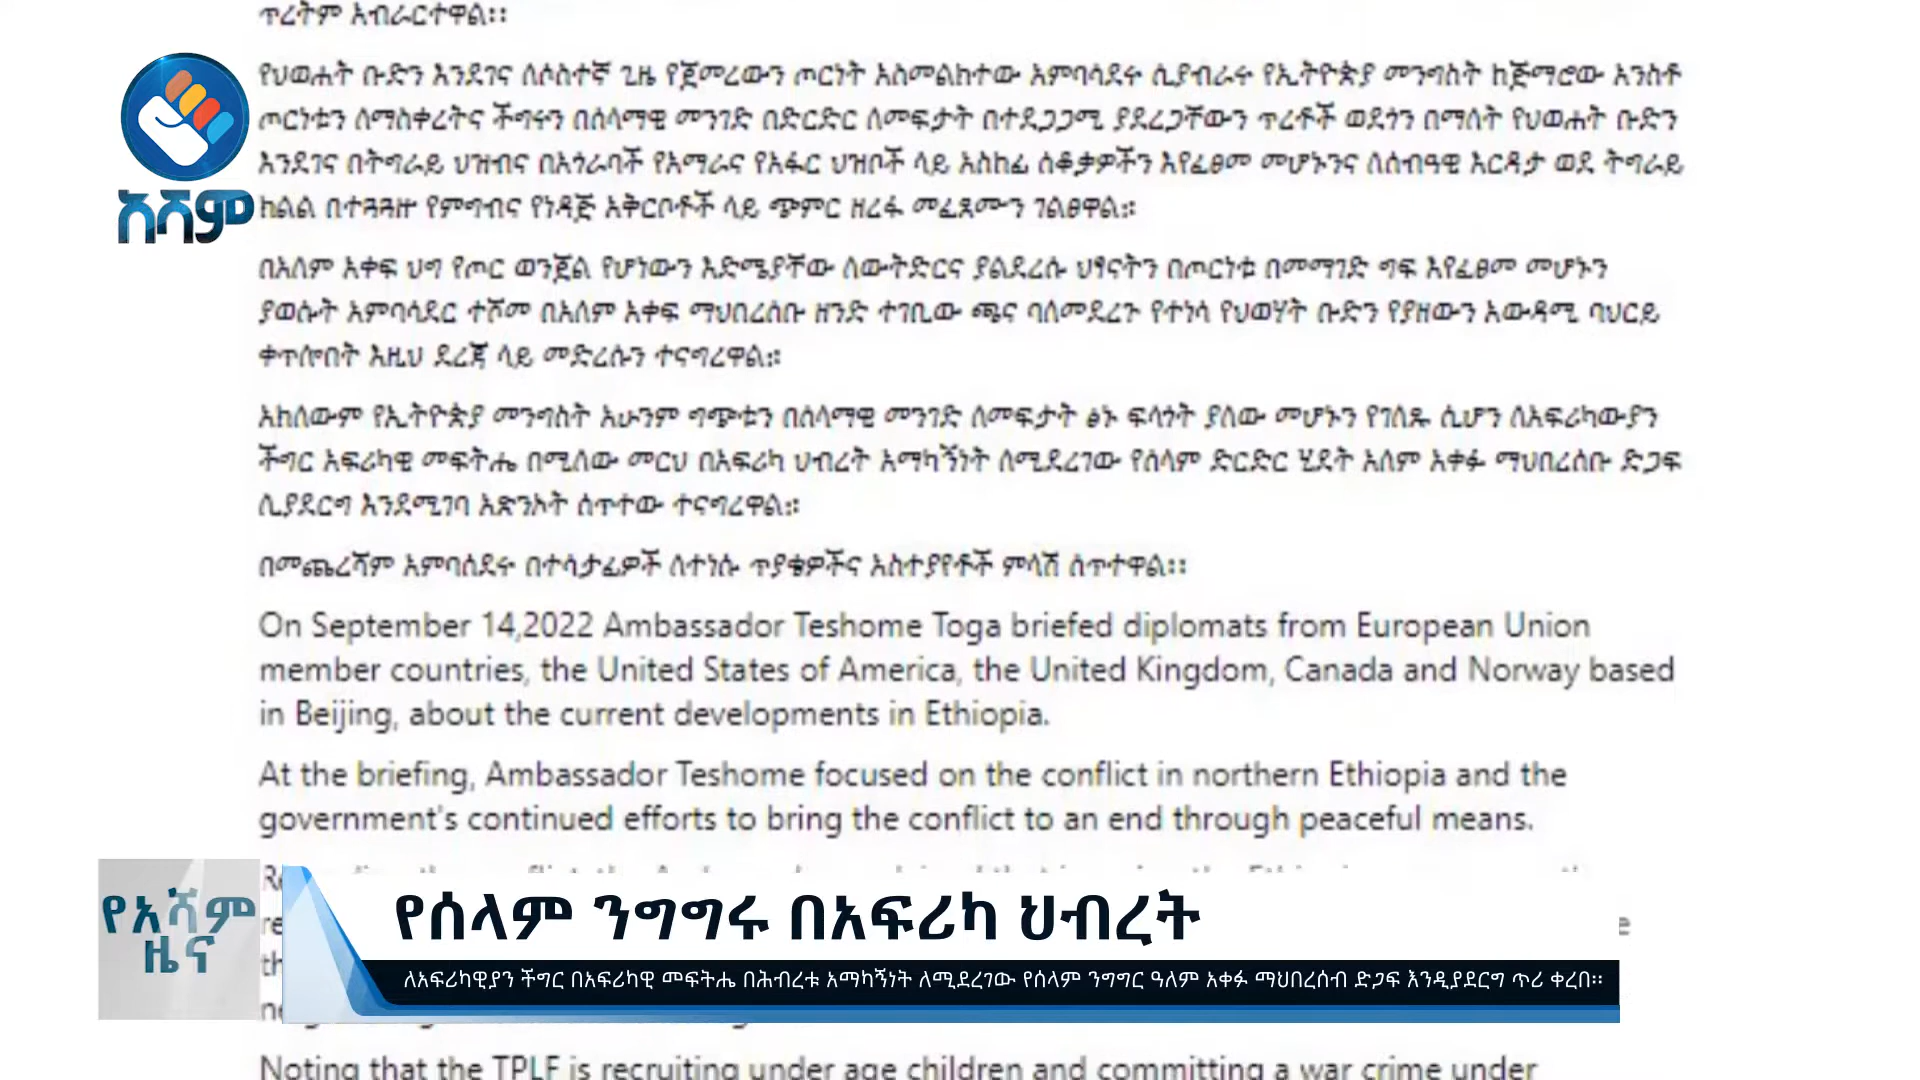 ጥረትም አብራርተዋል፡፡
የህወሐት ቡድን እንደገና ለሶስተኛ ጊዜ የጀመረውን ጦርነት አስመልክተው አምባሳደሩ ሲያብራሩ የኢትዮጵያ መንግስት ከጅማሮው አንስቶ
ጦርነቱን ለማስቀረትና ችግሩን በሰላማዊ መንገድ በድርድር ለመፍታት በተደጋጋሚ ያደረጋቸውን ጥረቶች ወደጎን በማለት የህወሐት ቡድን
እንደገና በትግራይ ህዝብና በአጎራባች የአማራና የአፋር ህዝቦች ላይ አስከፊ ሰቆቃዎችን እየፈፀመ መሆኑንና ለሰብዓዊ እርዳታ ወደ ትግራይ
አሻም
ክልል በተጓጓዙ የምግብና የነዳጅ አቅርቦቶች ላይ ጭምር ዘረፋ መፈጸሙን ገልፀዋል።
በአለም አቀፍ ህግ የጦር ወንጀል የሆነውን እድሜያቸው ለውትድርና ያልደረሱ ህፃናትን በጦርነቱ በመማገድ ግፍ እየፈፀመ መሆኑን
ያወሱት አምባሳደር ተሾመ በአለም አቀፍ ማህበረሰቡ ዘንድ ተገቢው ጫና ባለመደረጉ የተነሳ የህወሃት ቡድን የያዘውን አውዳሚ ባህርይ
ቀጥሎበት እዚህ ደረጃ ላይ መድረሱን ተናግረዋል።
አክለውም የኢትዮጵያ መንግስት አሁንም ግጭቱን በሰላማዊ መንገድ ለመፍታት ፅኑ ፍላጎት ያለው መሆኑን የገለጹ ሲሆን ለአፍሪካውያን
ችግር አፍሪካዊ መፍትሔ በሚለው መርህ በአፍሪካ ህብረት አማካኝነት ለሚደረገው የሰላም ድርድር ሂደት አለም አቀፉ ማህበረሰቡ ድጋፍ
ሊያደርግ እንደሚገባ አጽንኦት ሰጥተው ተናግረዋል።
በመጨረሻም አምባሰደሩ በተሳታፊዎች ለተነሱ ጥያቄዎችና አስተያየቶች ምላሽ ሰጥተዋል፡፡
On September 14,2022 Ambassador Teshome Toga briefed diplomats from European Union
member countries, the United States of America, the United Kingdom, Canada and Norway based
in Beijing, about the current developments in Ethiopia.
At the briefing, Ambassador Teshome focused on the conflict in northern Ethiopia and the
government's continued efforts to bring the conflict to an end through peaceful means.
የአሻም
ዜና
የሰላም ንግግሩ በአፍሪካ ህብረት
ለአፍሪካዊያን ችግር በአፍሪካዊ መፍትሔ በሕብረቱ አማካኝነት ለሚደረገው የሰላም ንግግር ዓለም አቀፉ ማህበረሰብ ድጋፍ እንዲያደርግ ጥሪ ቀረበ፡፡
Noting that the TPLF is recruiting under age children and committing a war crime under